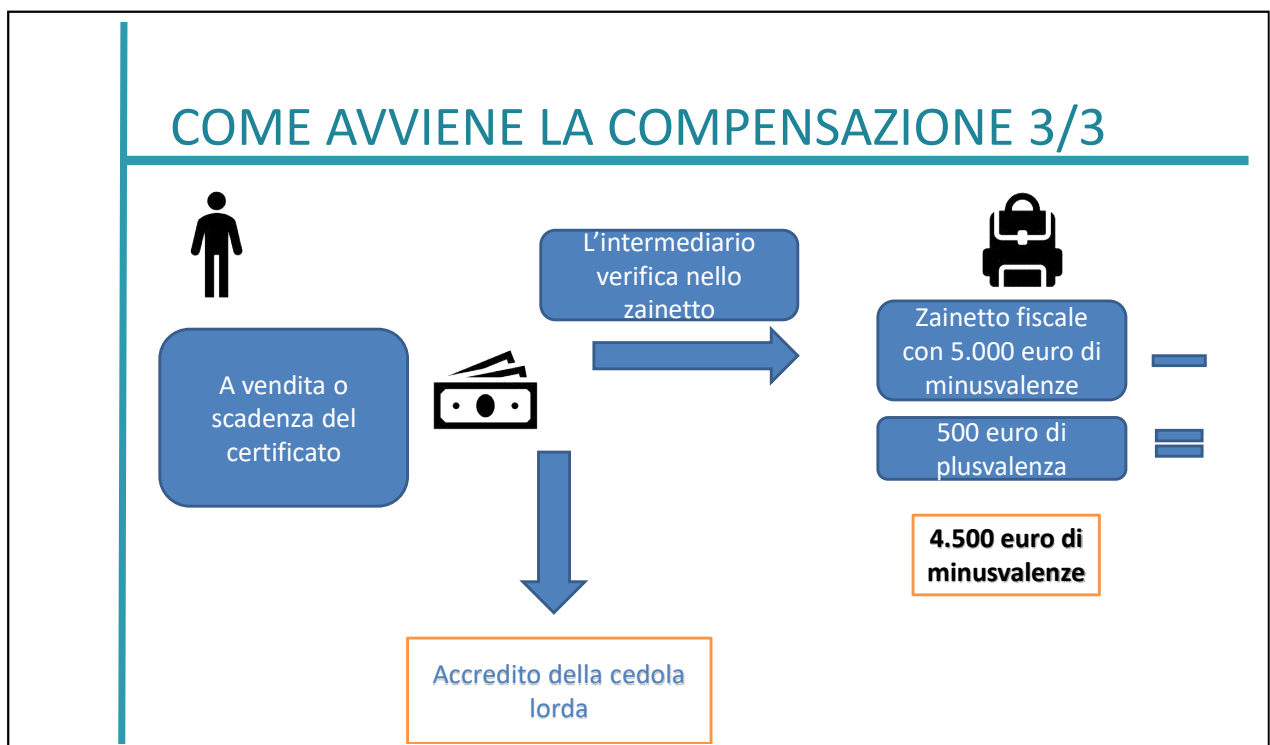 COME AVVIENE LA COMPENSAZIONE 3/3
L'intermediario
verifica nello
zainetto
A vendita o
scadenza del
certificato
Zainetto fiscale
con 5.000 euro di
minusvalenze
500 euro di
plusvalenza
4.500 euro di
minusvalenze
Accredito della cedola
lorda